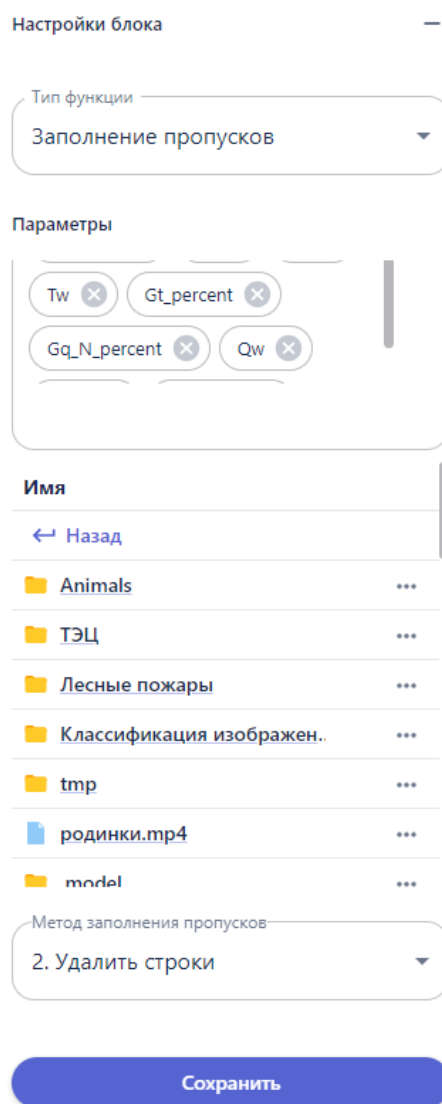 Настройки блока
Тип функции
Заполнение пропусков
Параметры
Tw Gt_percent
Gq_N_percent Qw
Имя
Назад
Animals
ТЭЦ
Лесные пожары
Классификация изображен..
tmp
родинки.mp4
.model
Метод заполнения пропусков
2. Удалить строки
Сохранить